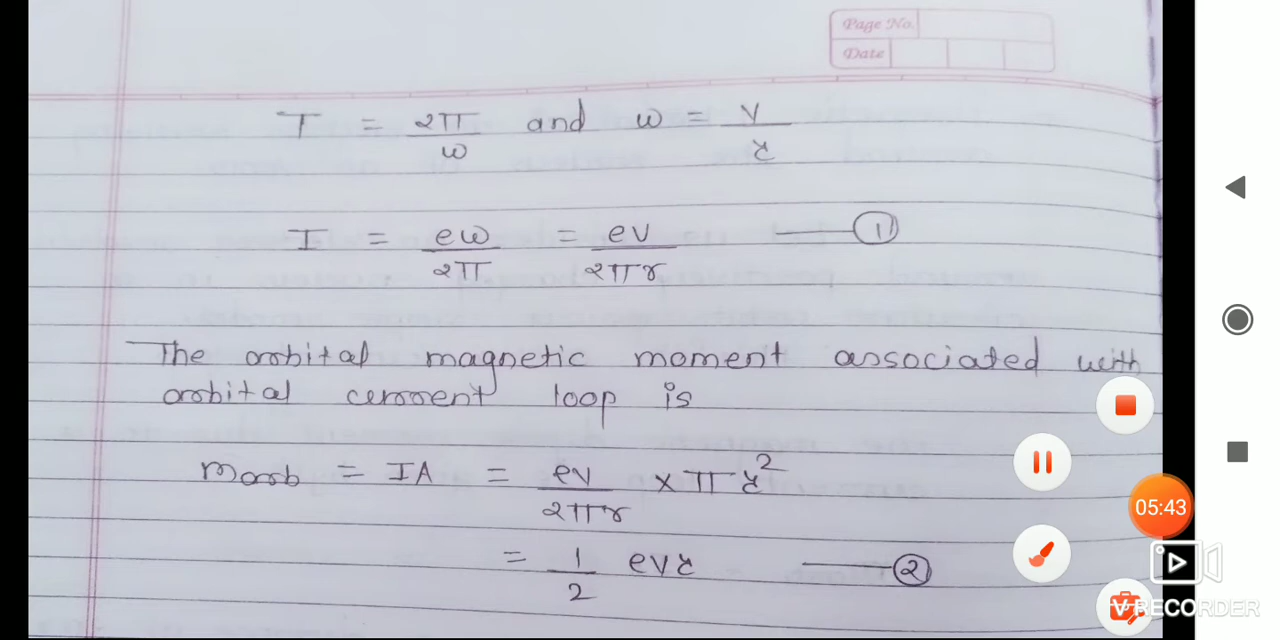 Page No.
Date
T = 2π/ω and ω = v/r
I = eω/2π = ev/2πr —— ①
The orbital magnetic moment associated with
orbital current loop is
morb = IA = ev/2πr × πr²
= 1/2 evr —— ②
05:43
V RECORDER